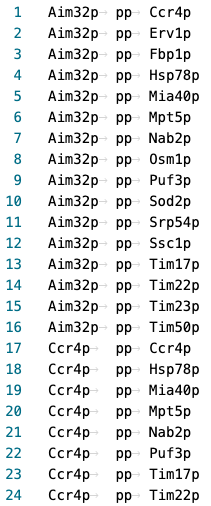 1 Aim32p→ pp→ Ccr4p
2 Aim32p→ pp→ Erv1p
3 Aim32p→ pp→ Fbp1p
4 Aim32p→ pp→ Hsp78p
5 Aim32p→ pp→ Mia40p
6 Aim32p→ pp→ Mpt5p
7 Aim32p→ pp→ Nab2p
8 Aim32p→ pp→ Osm1p
9 Aim32p→ pp→ Puf3p
10 Aim32p→ pp→ Sod2p
11 Aim32p→ pp→ Srp54p
12 Aim32p→ pp→ Ssc1p
13 Aim32p→ pp→ Tim17p
14 Aim32p→ pp→ Tim22p
15 Aim32p→ pp→ Tim23p
16 Aim32p→ pp→ Tim50p
17 Ccr4p→ pp→ Ccr4p
18 Ccr4p→ pp→ Hsp78p
19 Ccr4p→ pp→ Mia40p
20 Ccr4p→ pp→ Mpt5p
21 Ccr4p→ pp→ Nab2p
22 Ccr4p→ pp→ Puf3p
23 Ccr4p→ pp→ Tim17p
24 Ccr4p→ pp→ Tim22p